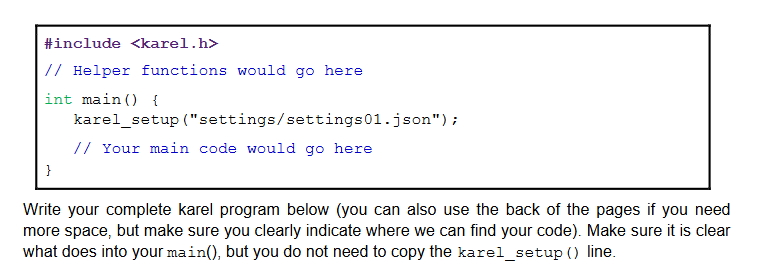 #include <karel.h>
// Helper functions would go here
int main() {
karel_setup("settings/settings01.json");
// Your main code would go here
}
Write your complete karel program below (you can also use the back of the pages if you need
more space, but make sure you clearly indicate where we can find your code). Make sure it is clear
what does into your main(), but you do not need to copy the karel_setup() line.